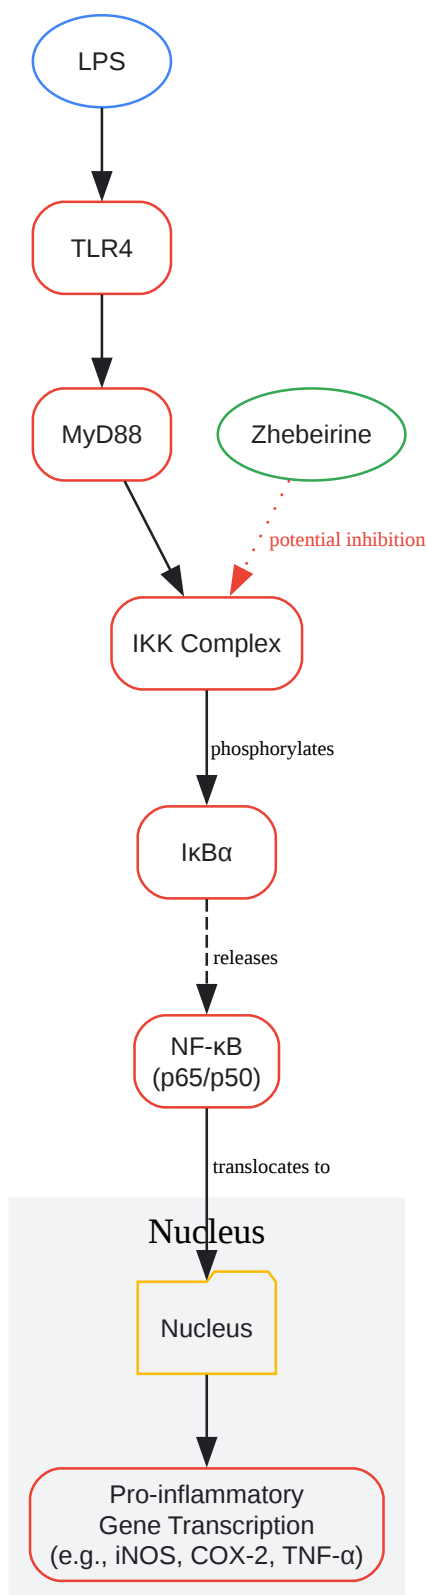 LPS
TLR4
MyD88
Zhebeirine
potential inhibition
IKK Complex
phosphorylates
IκBα
releases
NF-κB
(p65/p50)
translocates to
Nucleus
Nucleus
Pro-inflammatory
Gene Transcription
(e.g., iNOS, COX-2, TNF-α)